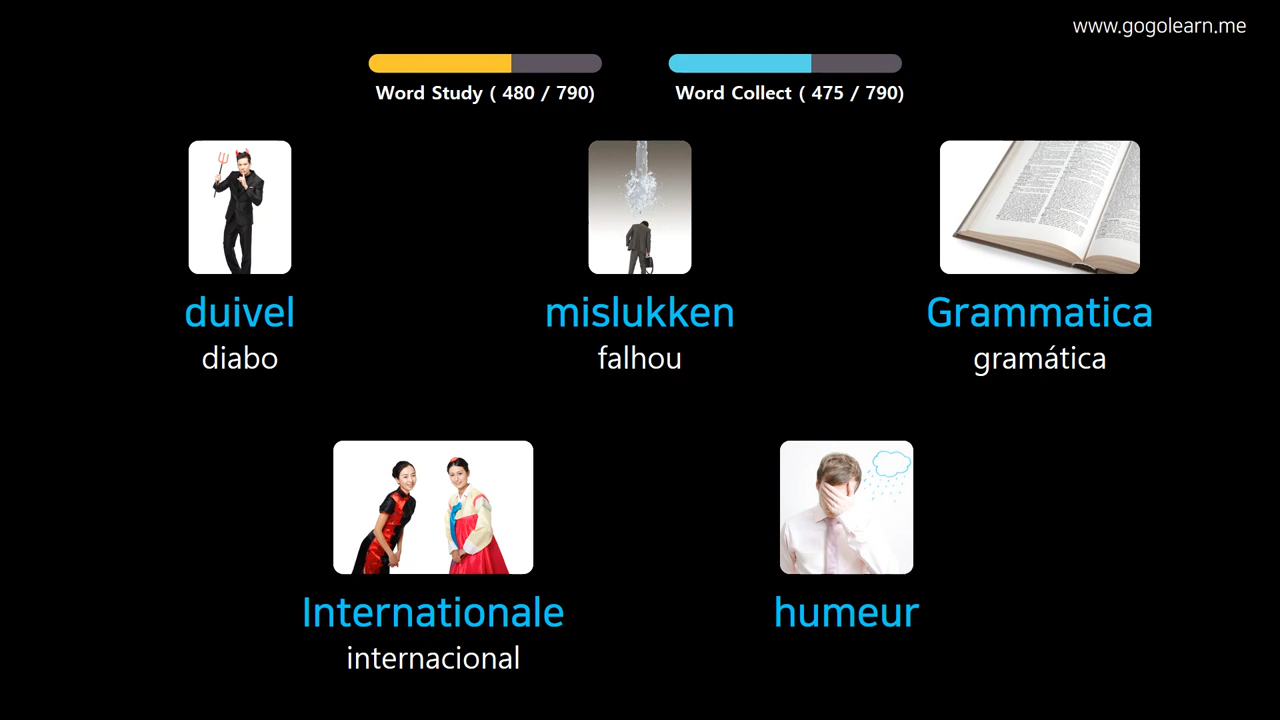 www.gogolearn.me
Word Study ( 480 / 790)
Word Collect ( 475 / 790)
duivel
diabo
mislukken
falhou
Grammatica
gramática
Internationale
internacional
humeur